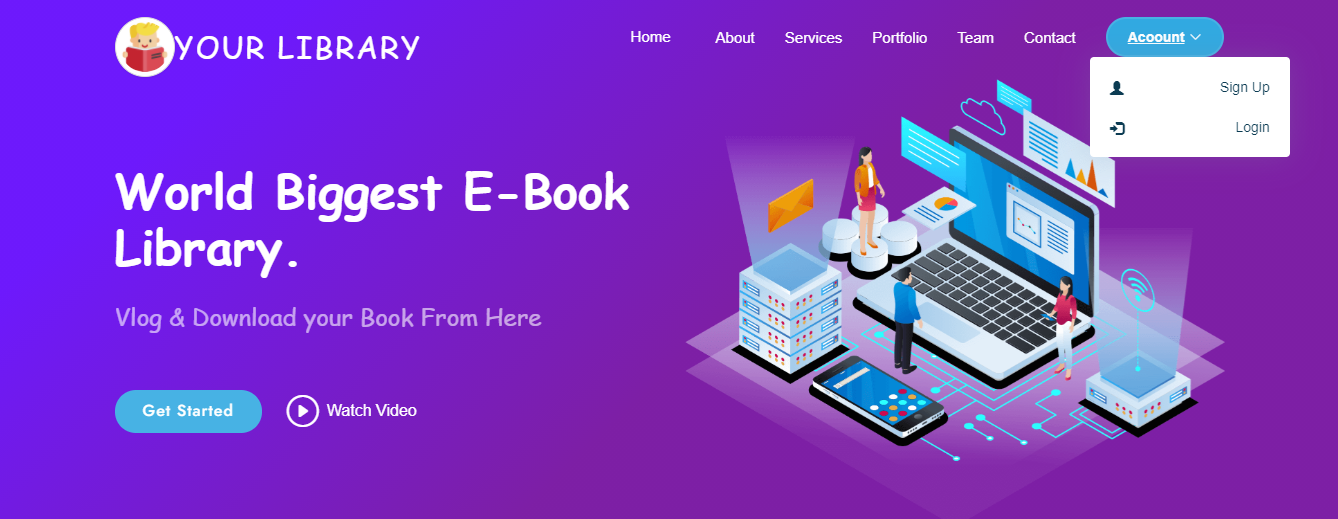 YOUR LIBRARY
Home About Services Portfolio Team Contact Acoount
Sign Up
Login
World Biggest E-Book
Library.
Vlog & Download your Book From Here
Get Started Watch Video